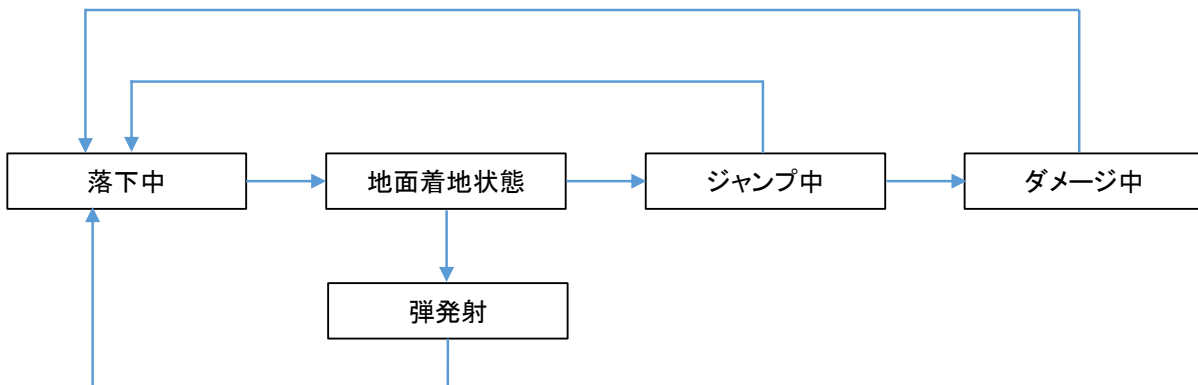 落下中
地面着地状態
ジャンプ中
ダメージ中
弾発射